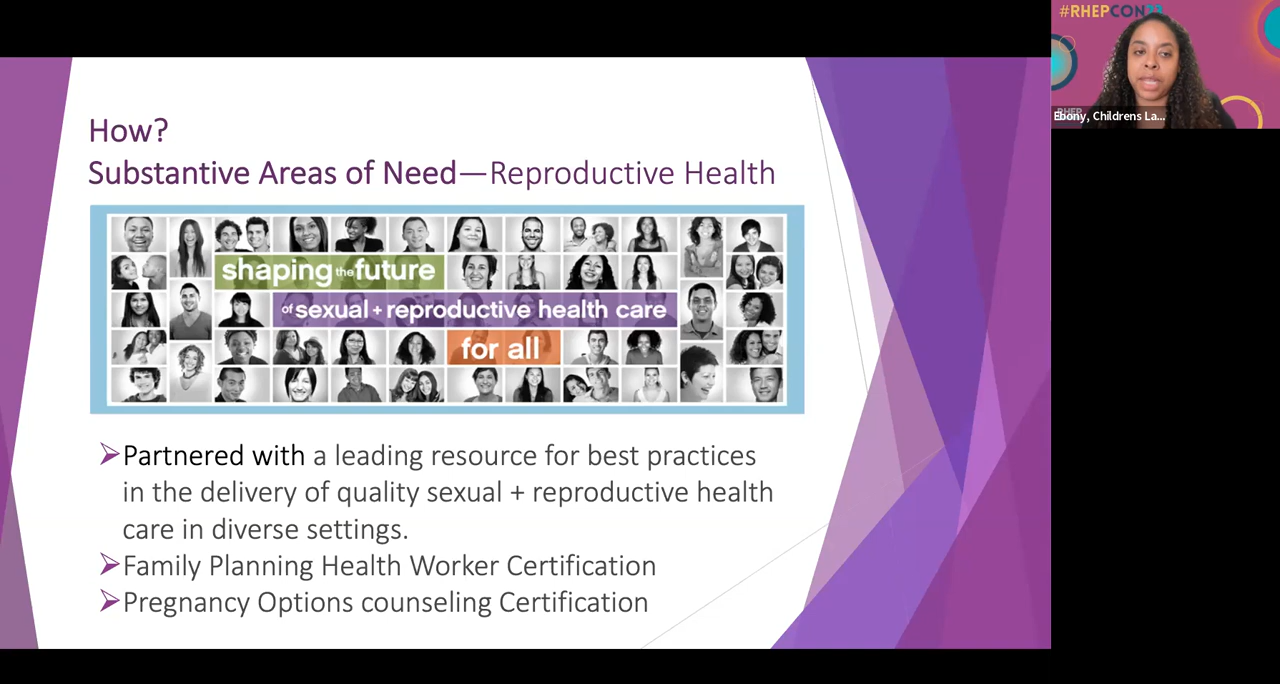 #RHEPCON
RHEP
Ebony, Childrens La...
How?
Substantive Areas of Need—Reproductive Health
shaping the future
of sexual + reproductive health care
for all
➢Partnered with a leading resource for best practices
in the delivery of quality sexual + reproductive health
care in diverse settings.
➢Family Planning Health Worker Certification
➢Pregnancy Options counseling Certification